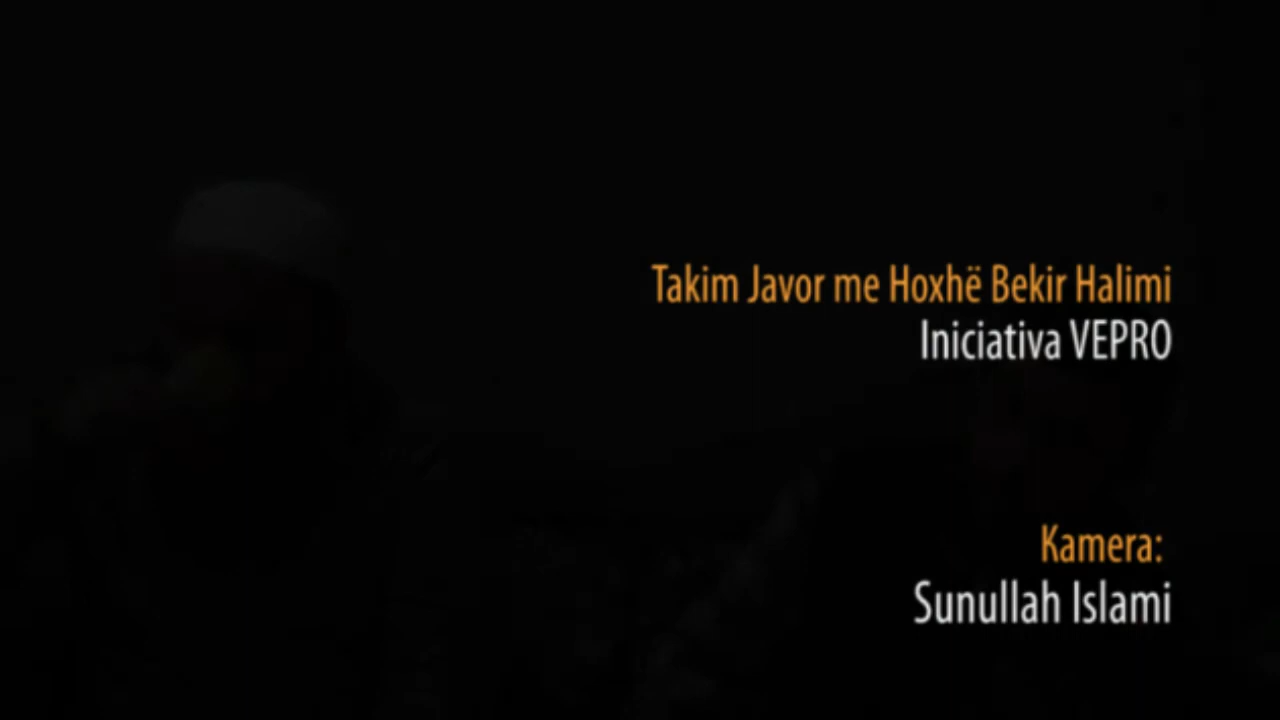 Takim Javor me Hoxhë Bekir Halimi
Iniciativa VEPRO
Kamera:
Sunullah Islami